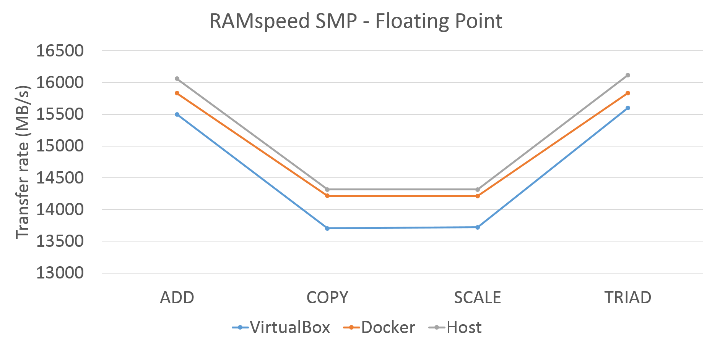 RAMspeed SMP - Floating Point
Transfer rate (MB/s)
16500
16000
15500
15000
14500
14000
13500
13000
ADD COPY SCALE TRIAD
VirtualBox Docker Host